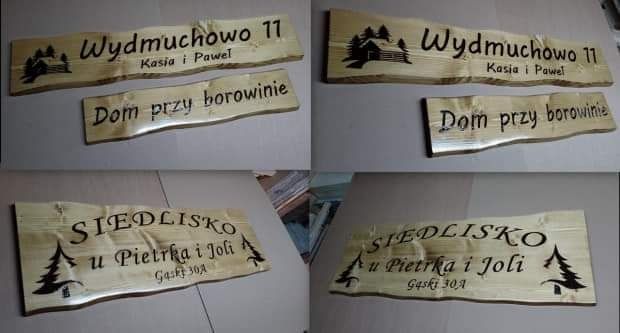 Wydmuchowo 11
Kasia i Paweł
Dom przy borowinie
Wydmuchowo 11
Kasia i Paweł
Dom przy borowinie
SIEDLISKO
u Pietrka i Joli
Gąski 30A
SIEDLISKO
u Pietrka i Joli
Gąski 30A